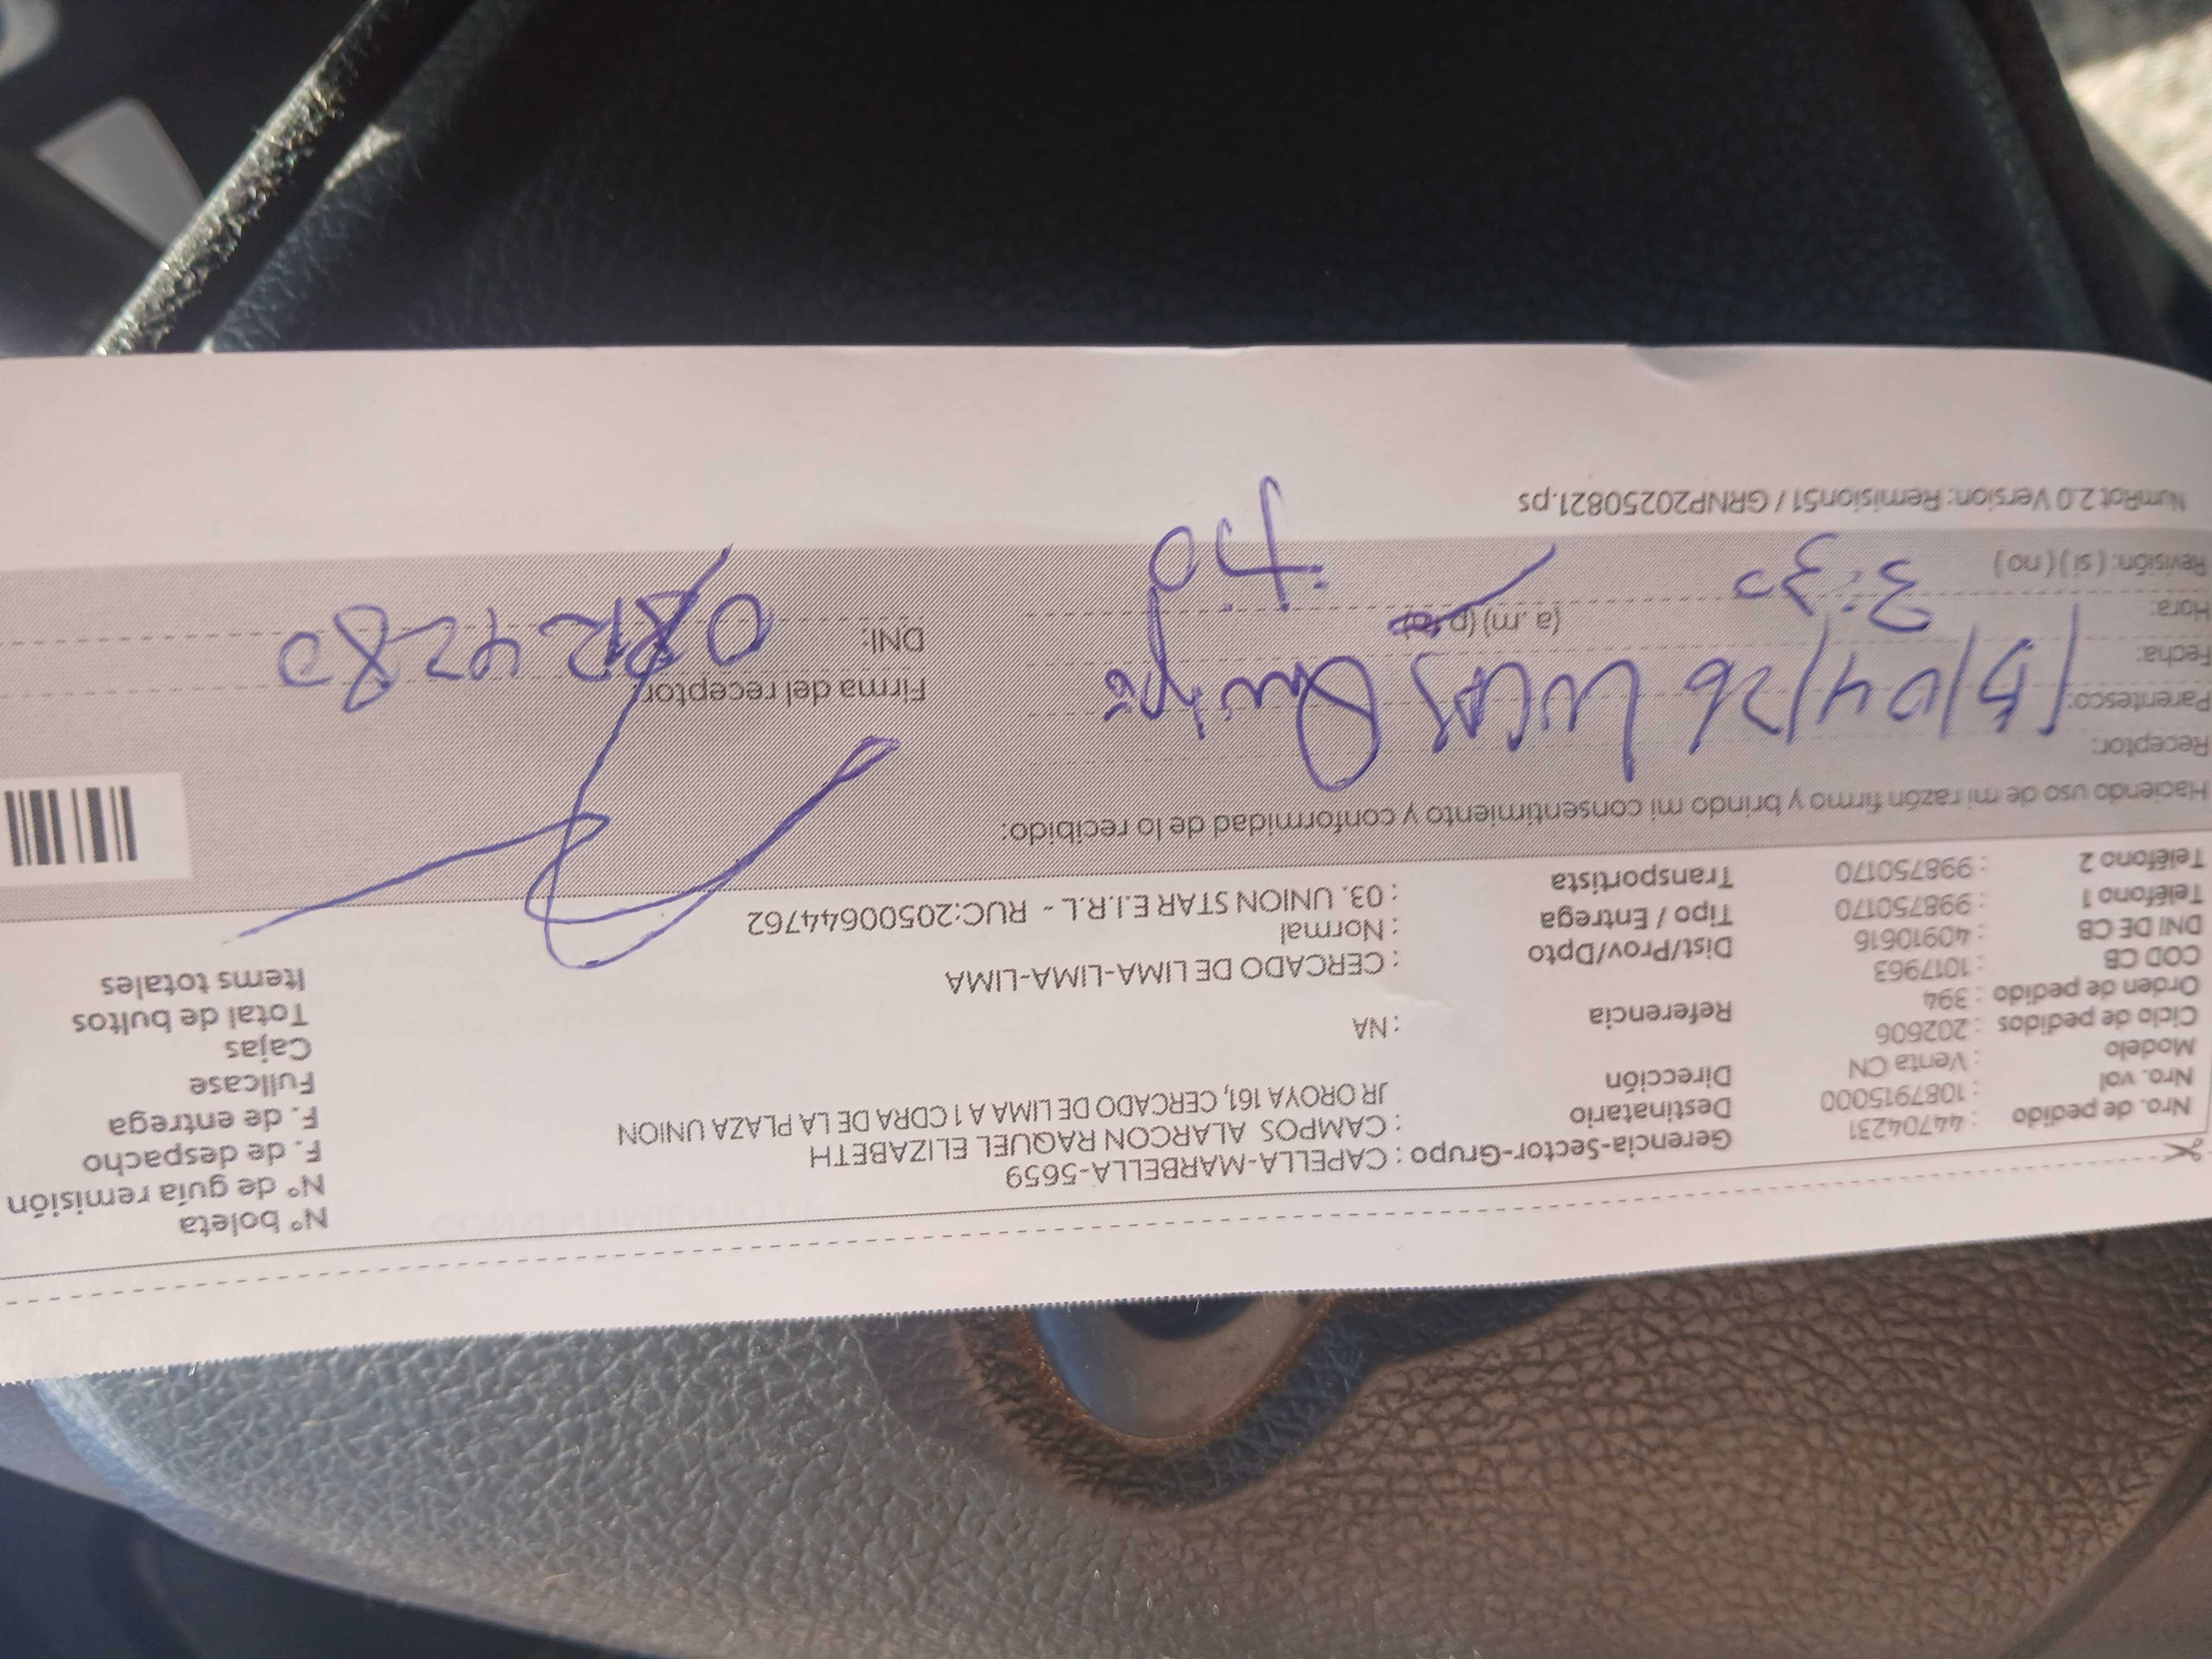 Nº boleta
Nº de guía remisión
F. de despacho
F. de entrega
Fullcase
Cajas
Total de bultos
Items totales
Nro. de pedido : 44704231
Nro. vol : 1087915000
Modelo : Venta CN
Ciclo de pedidos : 202606
Orden de pedido : 394
COD CB : 1017963
DNI DE CB : 40910616
Teléfono 1 : 998750170
Teléfono 2 : 998750170
Gerencia-Sector-Grupo : CAPELLA-MARBELLA-5659
Destinatario : CAMPOS ALARCON RAQUEL ELIZABETH
Dirección JR OROYA 161, CERCADO DE LIMA A 1 CDRA DE LA PLAZA UNION
Referencia : NA
Dist/Prov/Dpto : CERCADO DE LIMA-LIMA-LIMA
Tipo / Entrega : Normal
Transportista : 03. UNION STAR E.I.R.L - RUC:20500644762
Haciendo uso de mi razón firmo y brindo mi consentimiento y conformidad de lo recibido:
Receptor:
Parentesco: 15/04/26 Lucas Quispe
Fecha:
Hora: 3:30 (a.m) (p.m)
Revisión: (si) (no)
Firma del receptor
DNI:
NumRot 2.0 Version: Remision51 / GRNP20250821.ps